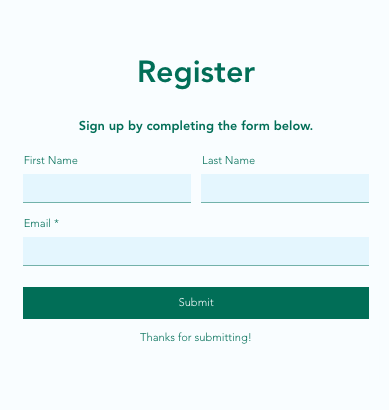 Register
Sign up by completing the form below.
First Name Last Name
Email *
Submit
Thanks for submitting!